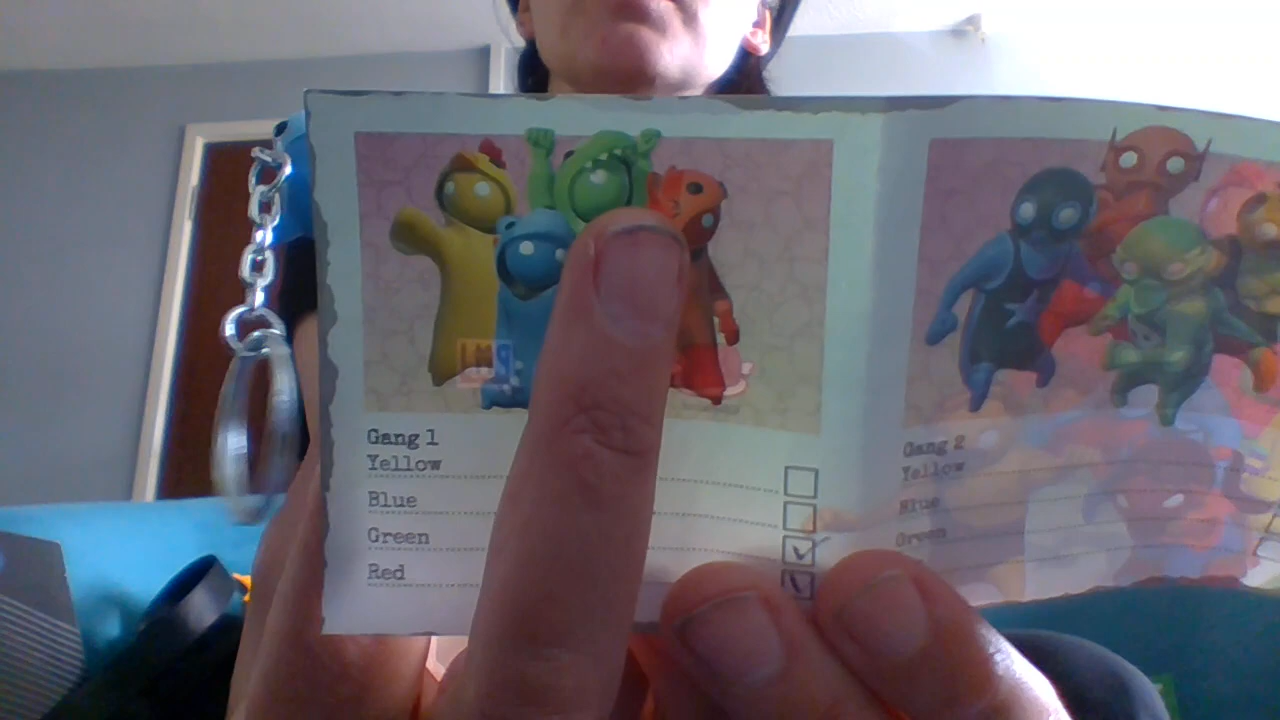 Gang 1
Yellow
Blue
Green
Red
Gang 2
Yellow
Blue
Green